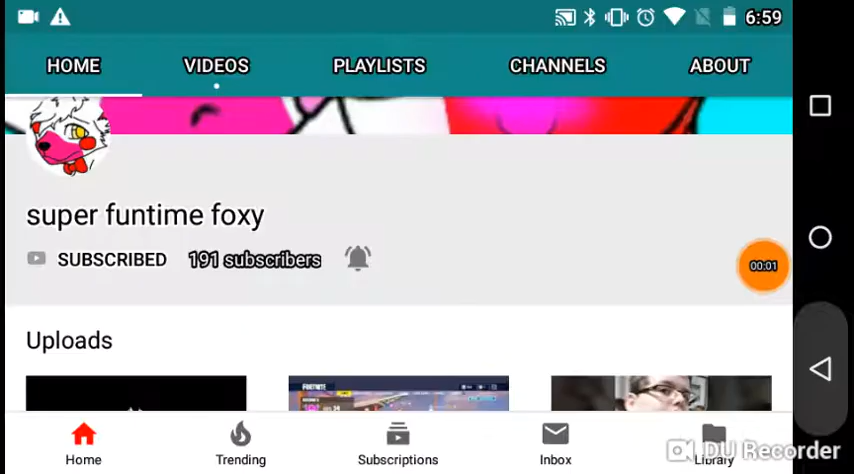 6:59
HOME VIDEOS PLAYLISTS CHANNELS ABOUT
super funtime foxy
SUBSCRIBED 191 subscribers
00:01
Uploads
FORTNITE
Home Trending Subscriptions Inbox Library
DU Recorder